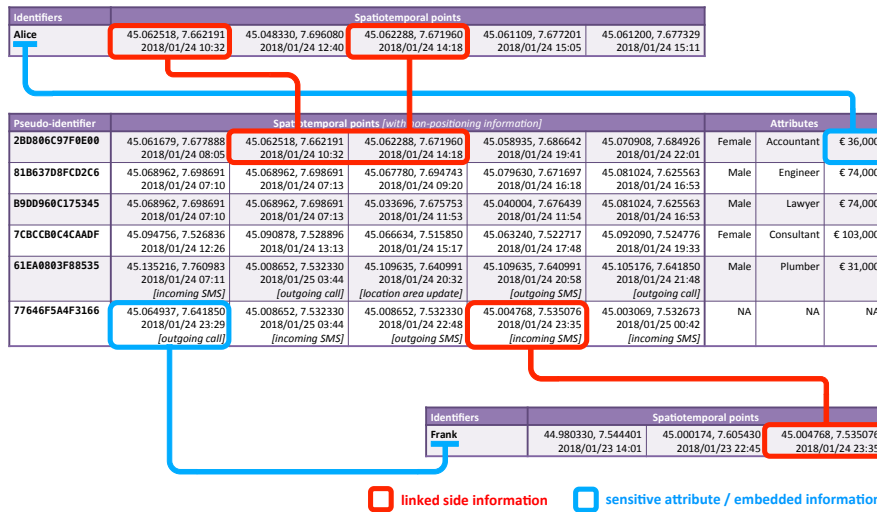 Identifiers Spatiotemporal points
Alice 45.062518, 7.662191 45.048330, 7.696080 45.062288, 7.671960 45.061109, 7.677201 45.061200, 7.677329
2018/01/24 10:32 2018/01/24 12:40 2018/01/24 14:18 2018/01/24 15:05 2018/01/24 15:11
Pseudo-identifier Spatiotemporal points [with non-positioning information] Attributes
2BD806C97F0E00 45.061679, 7.677888 45.062518, 7.662191 45.062288, 7.671960 45.058935, 7.686642 45.070908, 7.684926 Female Accountant € 36,000
2018/01/24 08:05 2018/01/24 10:32 2018/01/24 14:18 2018/01/24 19:41 2018/01/24 22:01
81B637D8FCD2C6 45.068962, 7.698691 45.068962, 7.698691 45.067780, 7.694743 45.079630, 7.671697 45.081024, 7.625563 Male Engineer € 74,000
2018/01/24 07:10 2018/01/24 07:13 2018/01/24 09:20 2018/01/24 16:18 2018/01/24 16:53
B9DD960C175345 45.068962, 7.698691 45.068962, 7.698691 45.033696, 7.675753 45.040004, 7.676439 45.081024, 7.625563 Male Lawyer € 74,000
2018/01/24 07:10 2018/01/24 07:13 2018/01/24 11:53 2018/01/24 11:54 2018/01/24 16:53
7CBCCB0C4CAADF 45.094756, 7.526836 45.090878, 7.528896 45.066634, 7.515850 45.063240, 7.522717 45.092090, 7.524776 Female Consultant € 103,000
2018/01/24 12:26 2018/01/24 13:13 2018/01/24 15:17 2018/01/24 17:48 2018/01/24 19:33
61EA0803F88535 45.135216, 7.760983 45.008652, 7.532330 45.109635, 7.640991 45.109635, 7.640991 45.105176, 7.641850 Male Plumber € 31,000
2018/01/24 07:11 2018/01/25 03:44 2018/01/24 20:32 2018/01/24 20:58 2018/01/24 21:48
[incoming SMS] [outgoing call] [location area update] [outgoing SMS] [outgoing call]
77646F5A4F3166 45.064937, 7.641850 45.008652, 7.532330 45.008652, 7.532330 45.004768, 7.535076 45.003069, 7.532673 NA NA NA
2018/01/24 23:29 2018/01/25 03:44 2018/01/24 22:48 2018/01/24 23:35 2018/01/25 00:42
[outgoing call] [incoming SMS] [outgoing SMS] [incoming SMS] [incoming SMS]
Identifiers Spatiotemporal points
Frank 44.980330, 7.544401 45.000174, 7.605430 45.004768, 7.535076
2018/01/23 14:01 2018/01/23 22:45 2018/01/24 23:35
linked side information sensitive attribute / embedded information